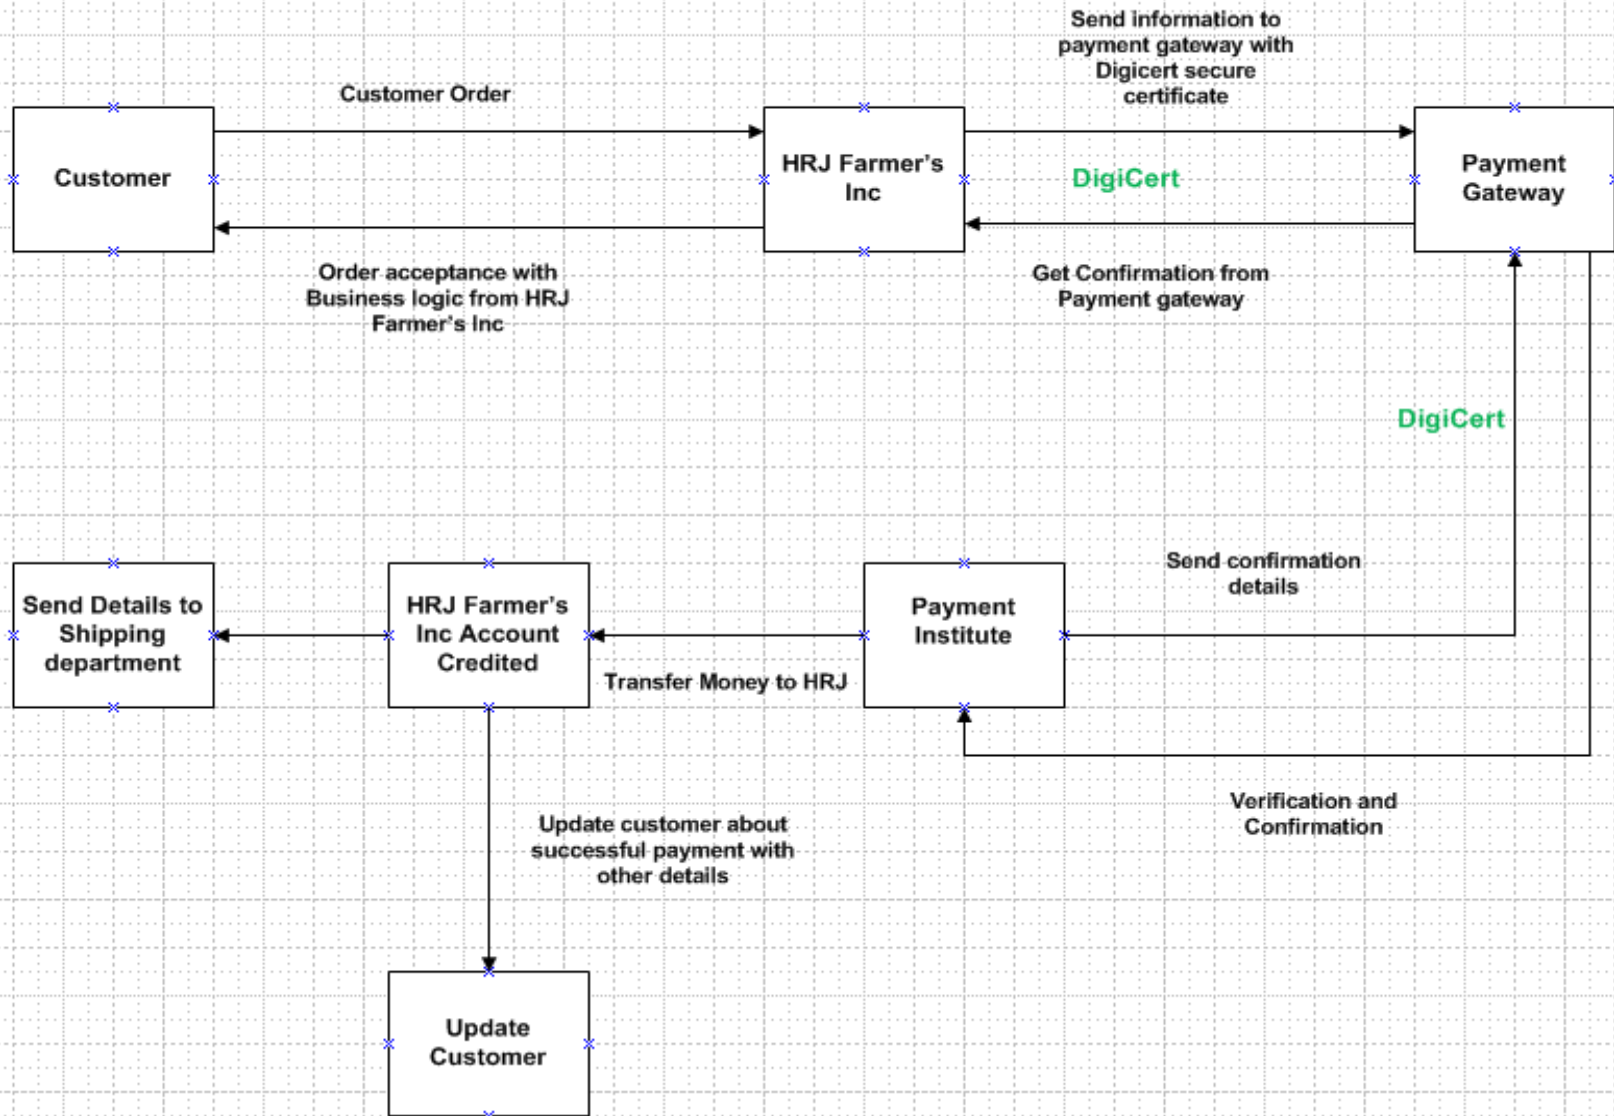 Send information to
payment gateway with
Digicert secure
certificate
Customer Order
Customer
HRJ Farmer's
Inc
DigiCert
Payment
Gateway
Order acceptance with
Business logic from HRJ
Farmer's Inc
Get Confirmation from
Payment gateway
DigiCert
Send confirmation
details
Send Details to
Shipping
department
HRJ Farmer's
Inc Account
Credited
Payment
Institute
Transfer Money to HRJ
Verification and
Confirmation
Update customer about
successful payment with
other details
Update
Customer